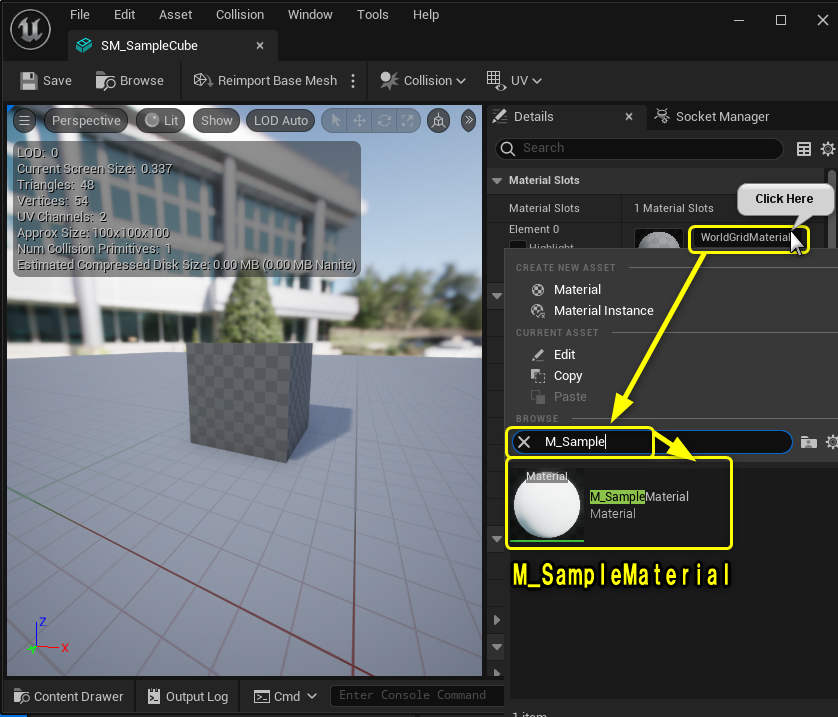 File Edit Asset Collision Window Tools Help
SM_SampleCube
Save Browse Reimport Base Mesh Collision UV
Perspective Lit Show LOD Auto
Details
Socket Manager
Search
LOD: 0
Current Screen Size: 0.337
Triangles: 48
Vertices: 54
UV Channels: 2
Approx Size: 100x100x100
Num Collision Primitives: 1
Estimated Compressed Disk Size: 0.00 MB (0.00 MB Nanite)
Material Slots
Material Slots 1 Material Slots
Click Here
Element 0
Highlight
WorldGridMaterial
CREATE NEW ASSET
Material
Material Instance
CURRENT ASSET
Edit
Copy
Paste
BROWSE
M_Sample
Material
M_SampleMaterial
Material
M_SampleMaterial
Z
X
Content Drawer Output Log Cmd Enter Console Command
1 item